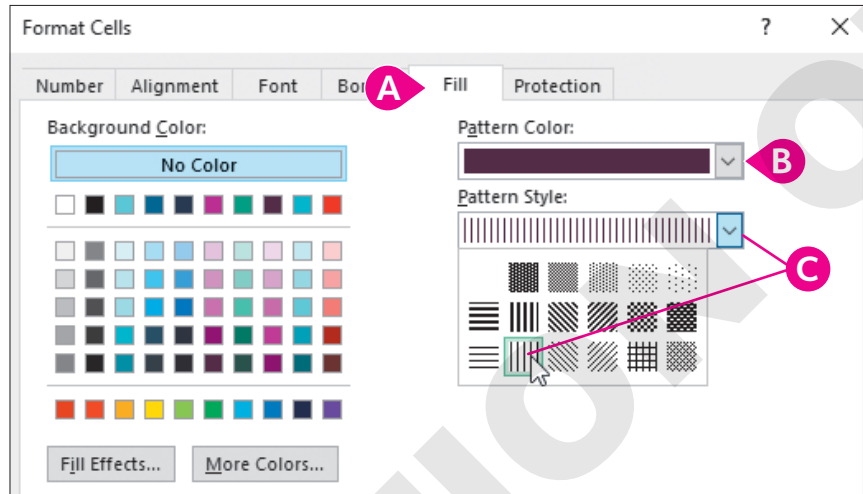 Format Cells ? ×
Number Alignment Font Bor A Fill Protection
Background Color:
No Color
Pattern Color:
B
Pattern Style:
C
Fill Effects... More Colors...